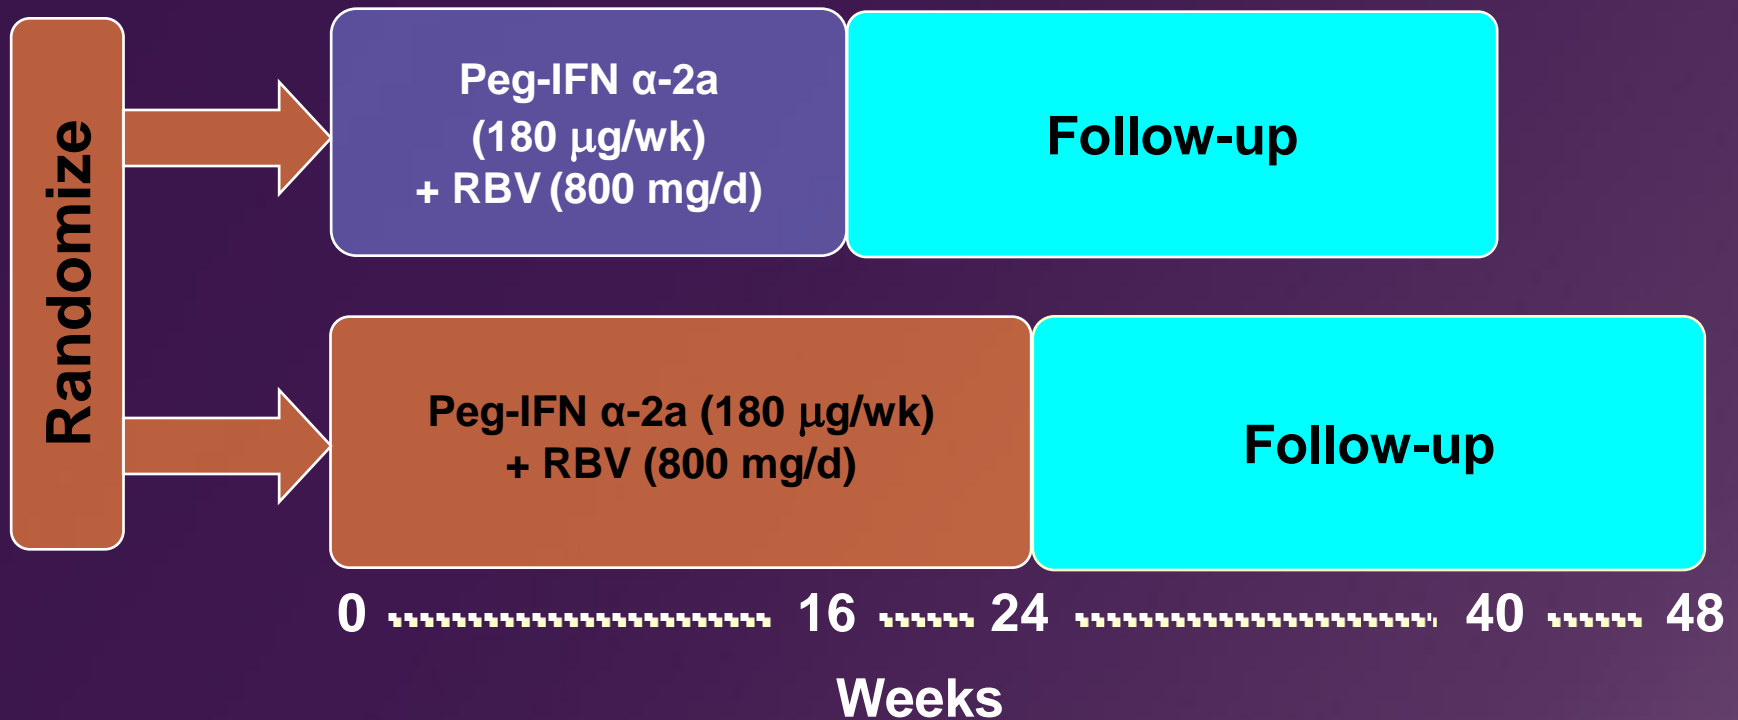 Randomize
Peg-IFN α-2a
(180 μg/wk)
+ RBV (800 mg/d)
Follow-up
Peg-IFN α-2a (180 μg/wk)
+ RBV (800 mg/d)
Follow-up
0 16 24 40 48
Weeks